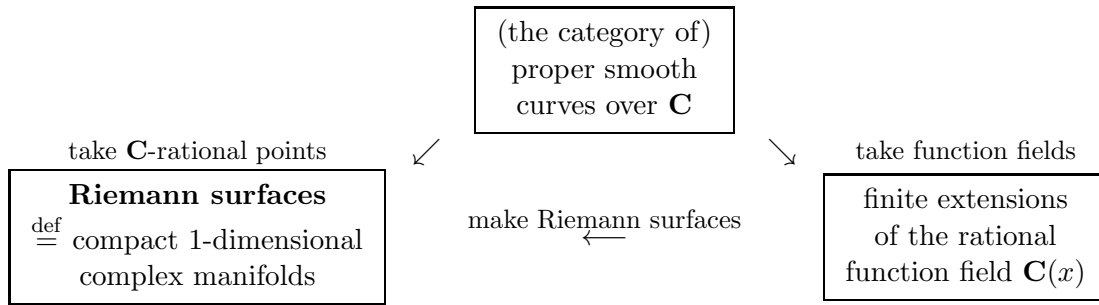 (the category of)
proper smooth
curves over C
take C-rational points
↙
↘
take function fields
Riemann surfaces
def
= compact 1-dimensional
complex manifolds
make Riemann surfaces
⟵
finite extensions
of the rational
function field C(x)